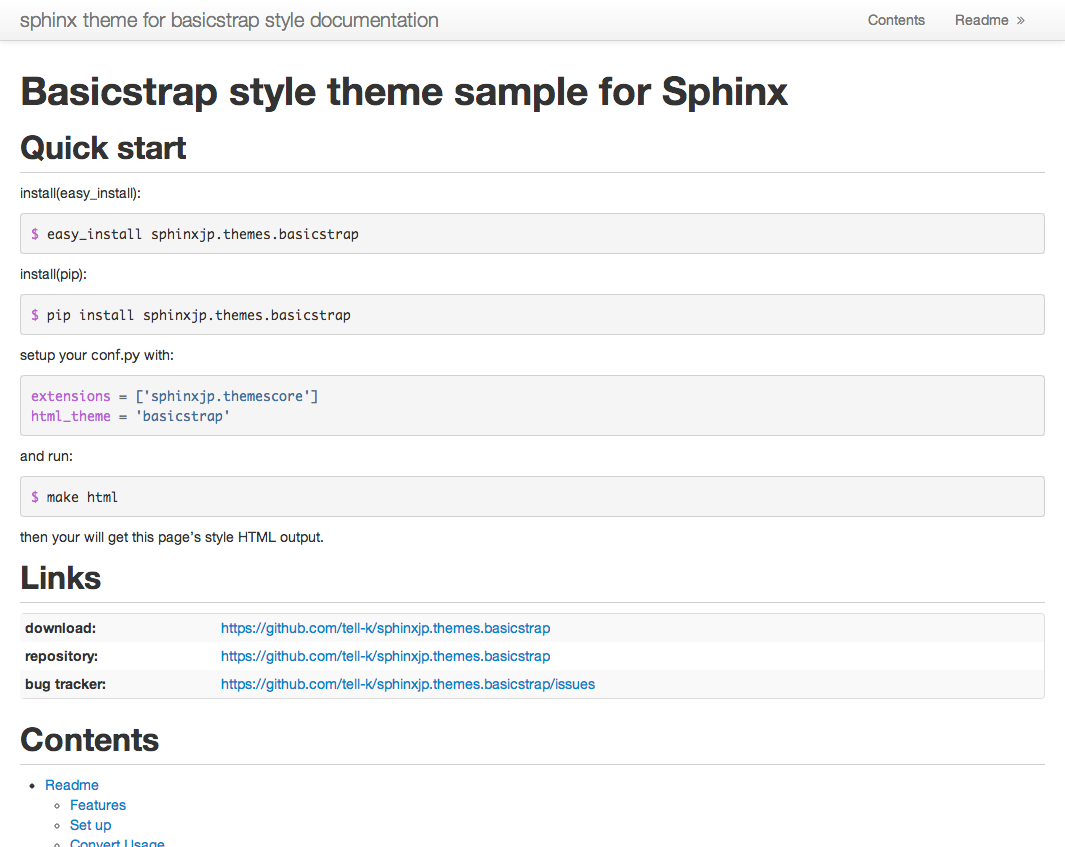 sphinx theme for basicstrap style documentation
Contents Readme »
Basicstrap style theme sample for Sphinx
Quick start
install(easy_install):
$ easy_install sphinxjp.themes.basicstrap
install(pip):
$ pip install sphinxjp.themes.basicstrap
setup your conf.py with:
extensions = ['sphinxjp.themescore']
html_theme = 'basicstrap'
and run:
$ make html
then your will get this page's style HTML output.
Links
download: https://github.com/tell-k/sphinxjp.themes.basicstrap
repository: https://github.com/tell-k/sphinxjp.themes.basicstrap
bug tracker: https://github.com/tell-k/sphinxjp.themes.basicstrap/issues
Contents
Readme
Features
Set up
Convert Usage